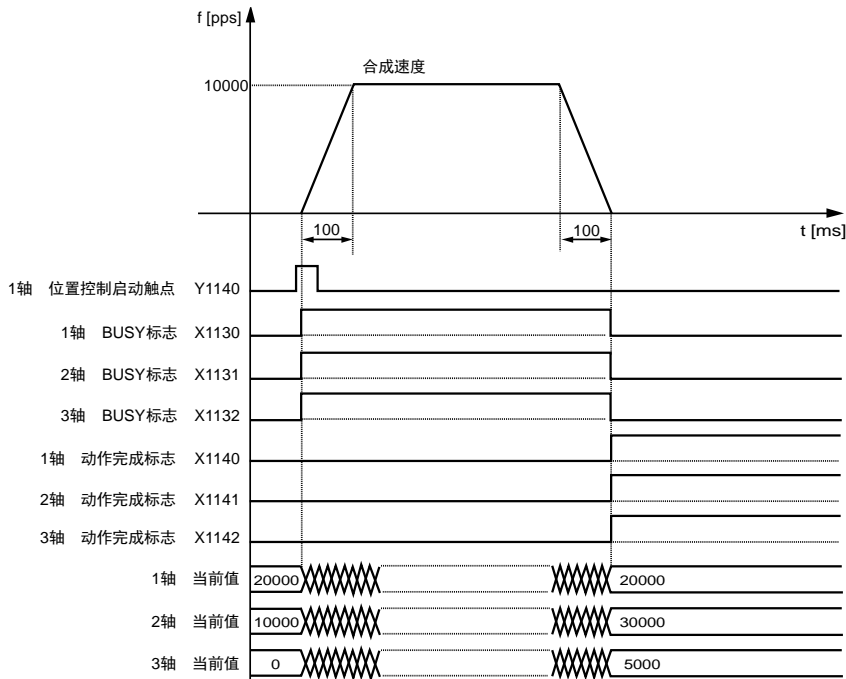 f [pps]
合成速度
10000
t [ms]
100 100
1轴 位置控制启动触点 Y1140
1轴 BUSY标志 X1130
2轴 BUSY标志 X1131
3轴 BUSY标志 X1132
1轴 动作完成标志 X1140
2轴 动作完成标志 X1141
3轴 动作完成标志 X1142
1轴 当前值 20000 20000
2轴 当前值 10000 30000
3轴 当前值 0 5000